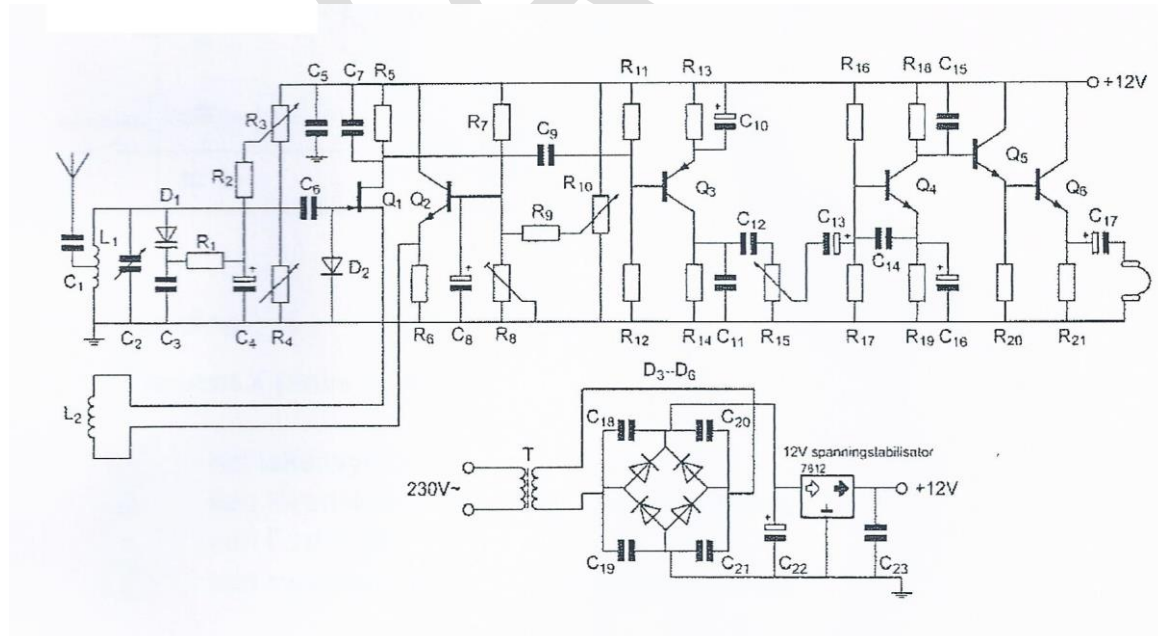 C5 C7 R5 R11 R13 R16 R18 C15
+12V
R3 R7 C9 C10
R2 C6 R10 Q5
D1 Q1 Q2 Q3 Q4 Q6
L1 R1 R9 C12 C13 C17
C1 D2 C14
C2 C3 C4 R4 R6 C8 R8 R12 R14 C11 R15 R17 R19 C16 R20 R21
D3--D6
L2 C18 C20
12V spanningstabilisator
T 7812
230V~ +12V
C19 C21 C22 C23